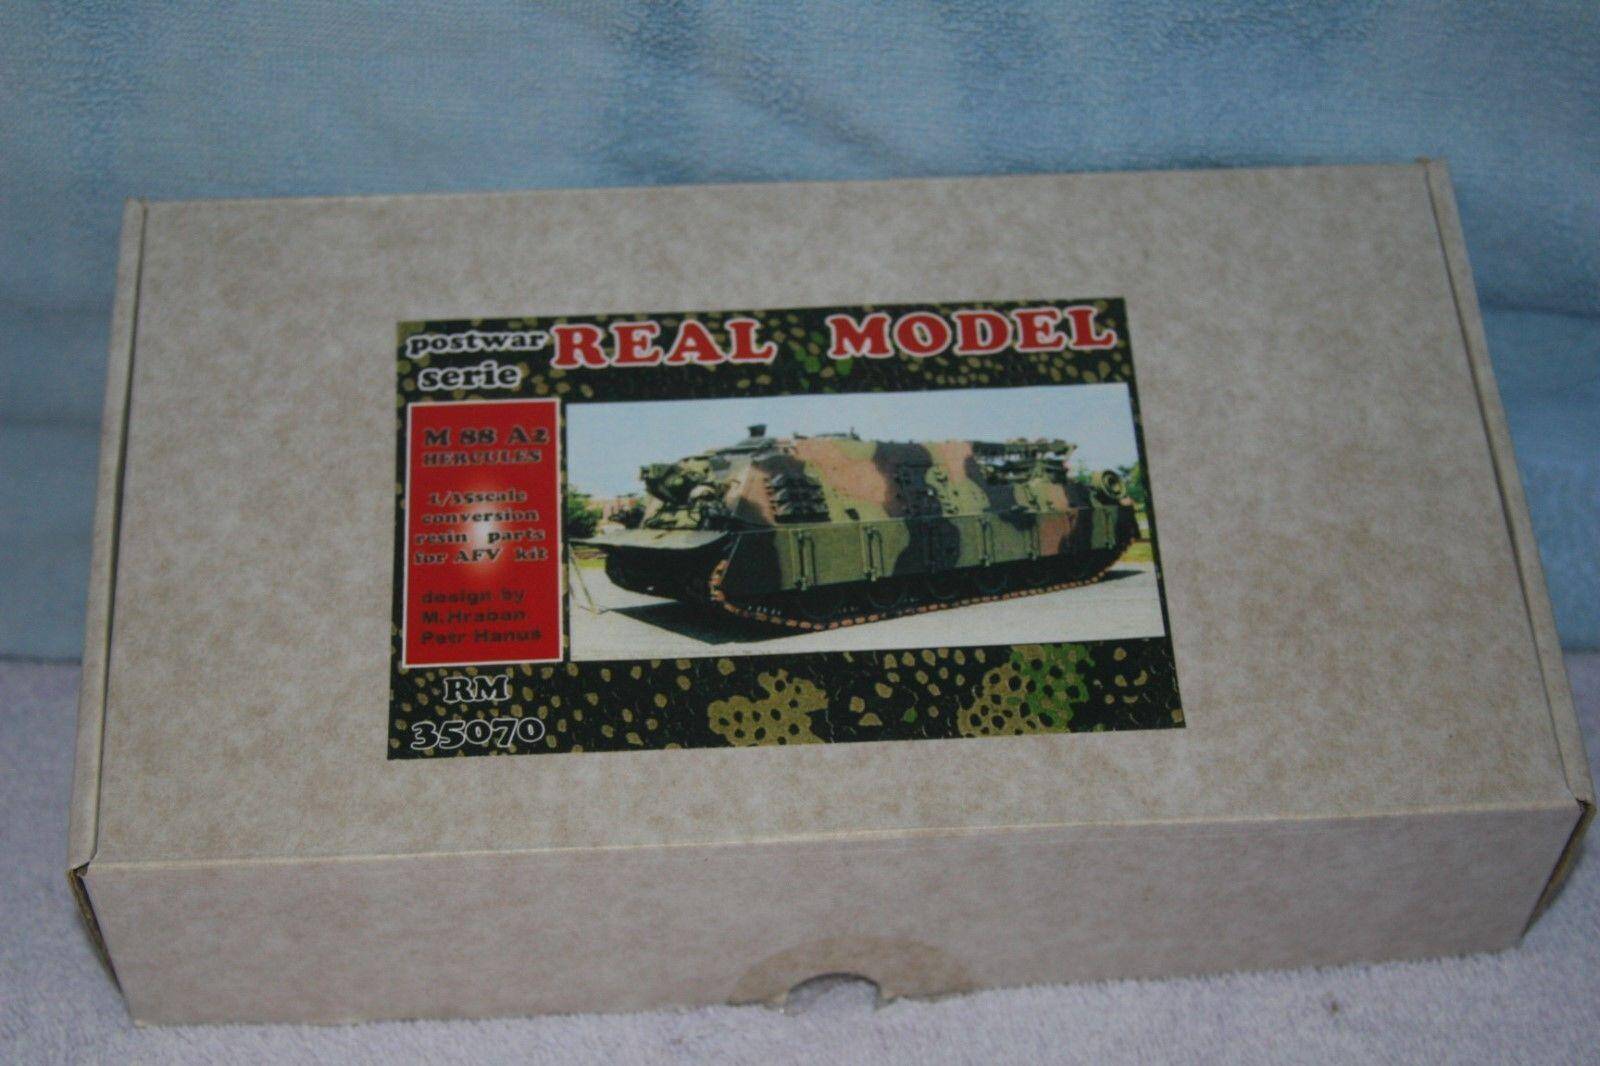 postwar
serie
REAL MODEL
M 88 A2
HERCULES
1/35scale
conversion
resin parts
for AFV kit
design by
M.Hraban
Petr Hanus
RM
35070